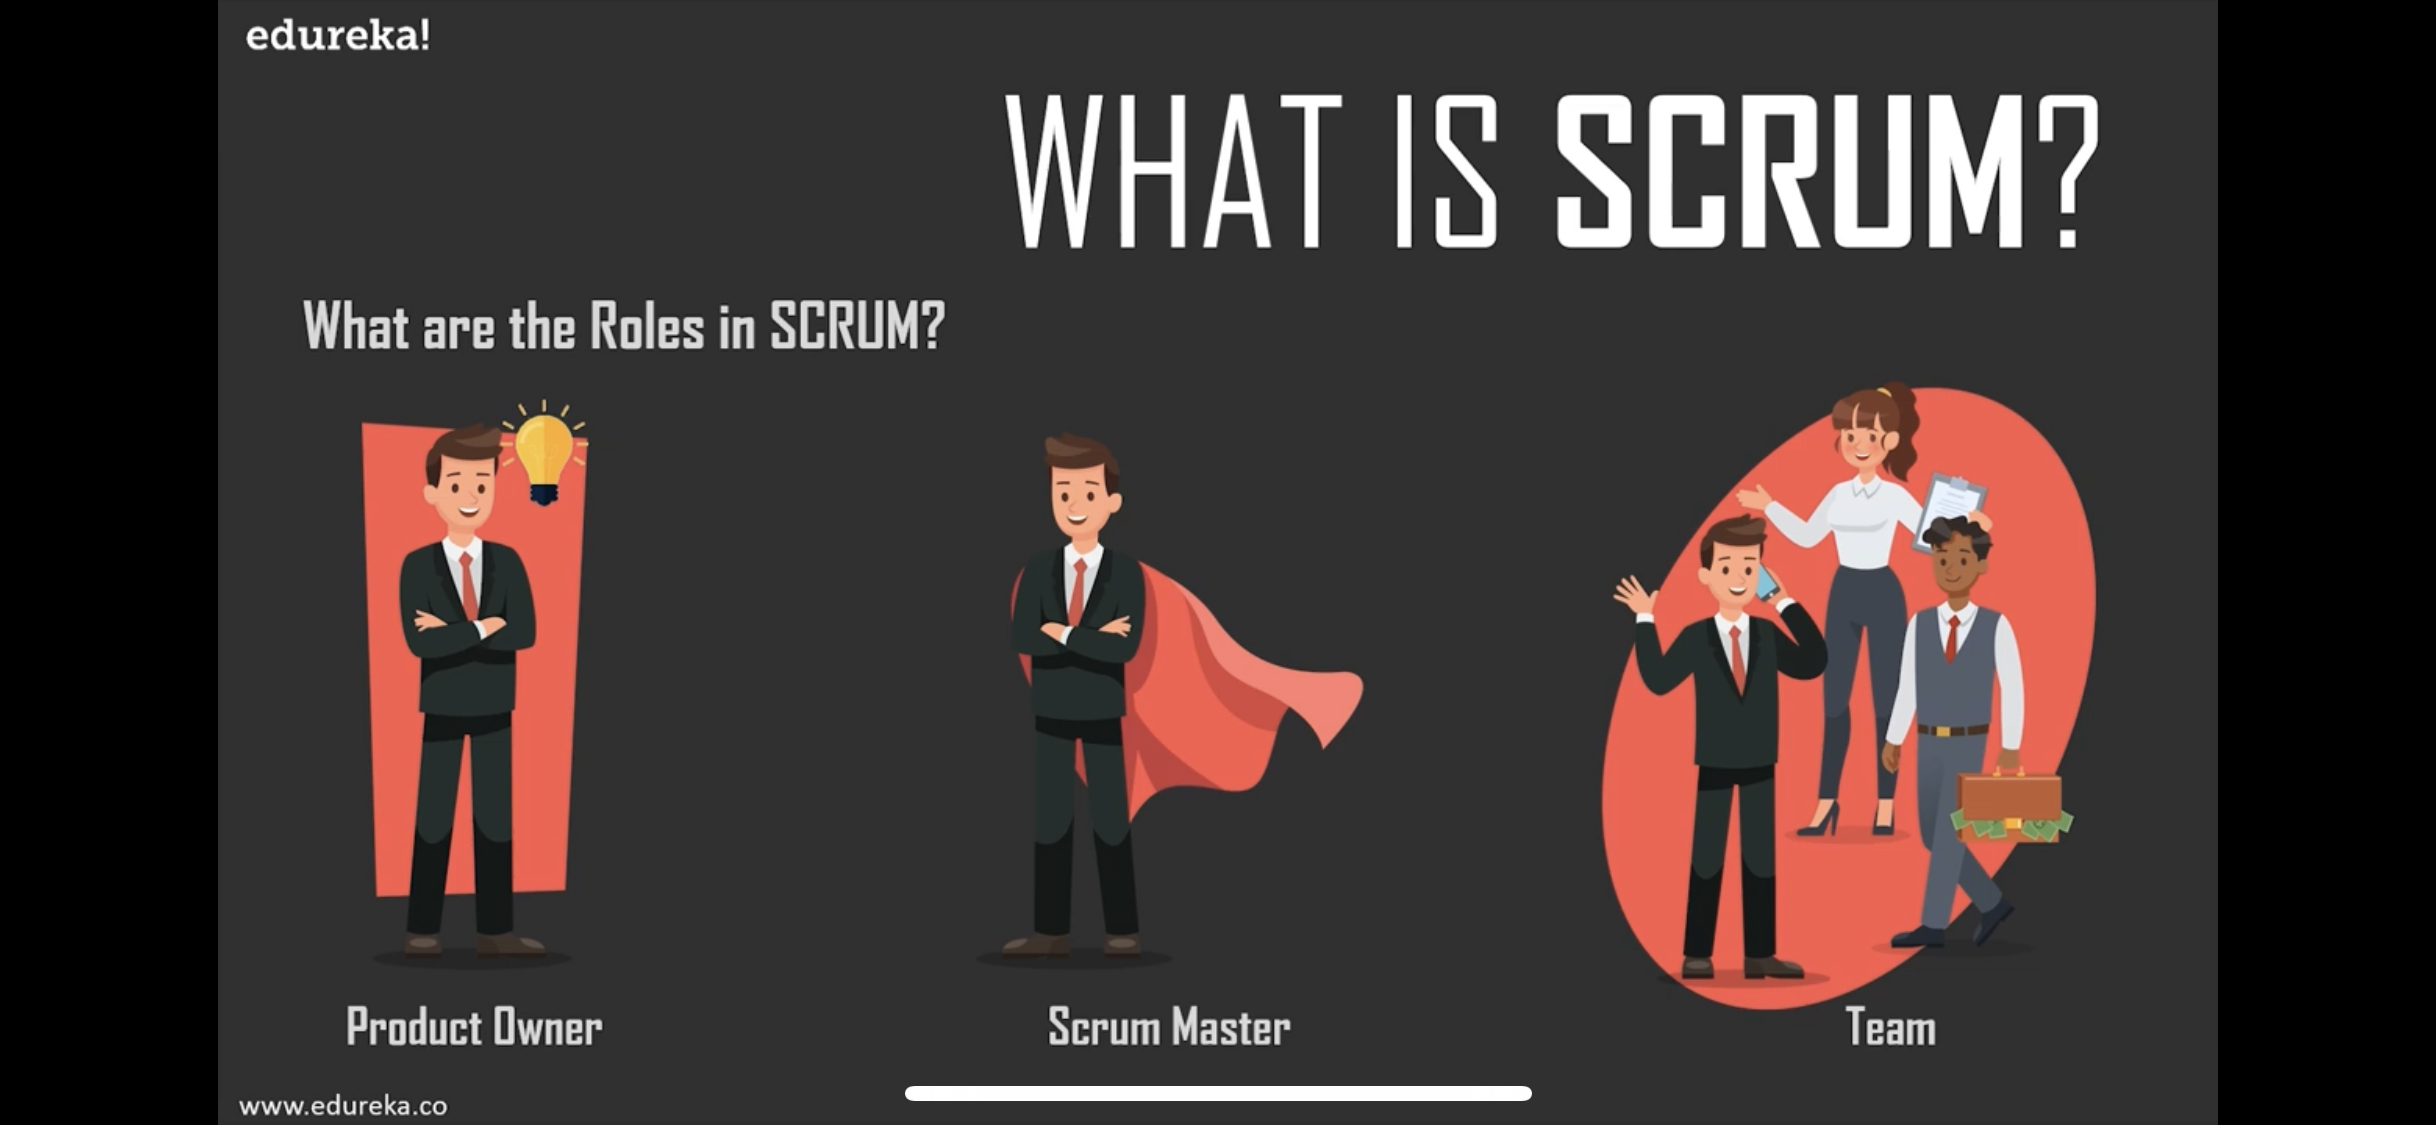 edureka!
WHAT IS SCRUM?
What are the Roles in SCRUM?
Product Owner
Scrum Master
Team
www.edureka.co